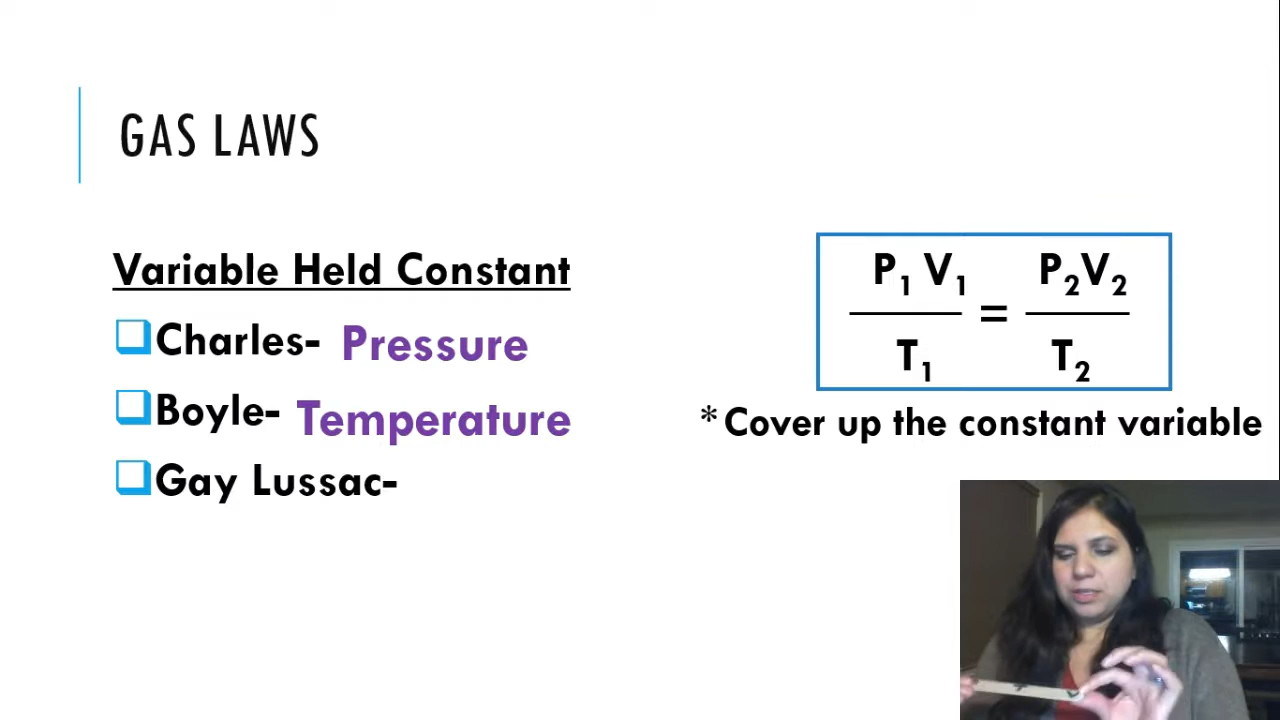 GAS LAWS
Variable Held Constant
Charles- Pressure
Boyle- Temperature
Gay Lussac-
P₁ V₁ = P₂V₂
T₁ T₂
*Cover up the constant variable